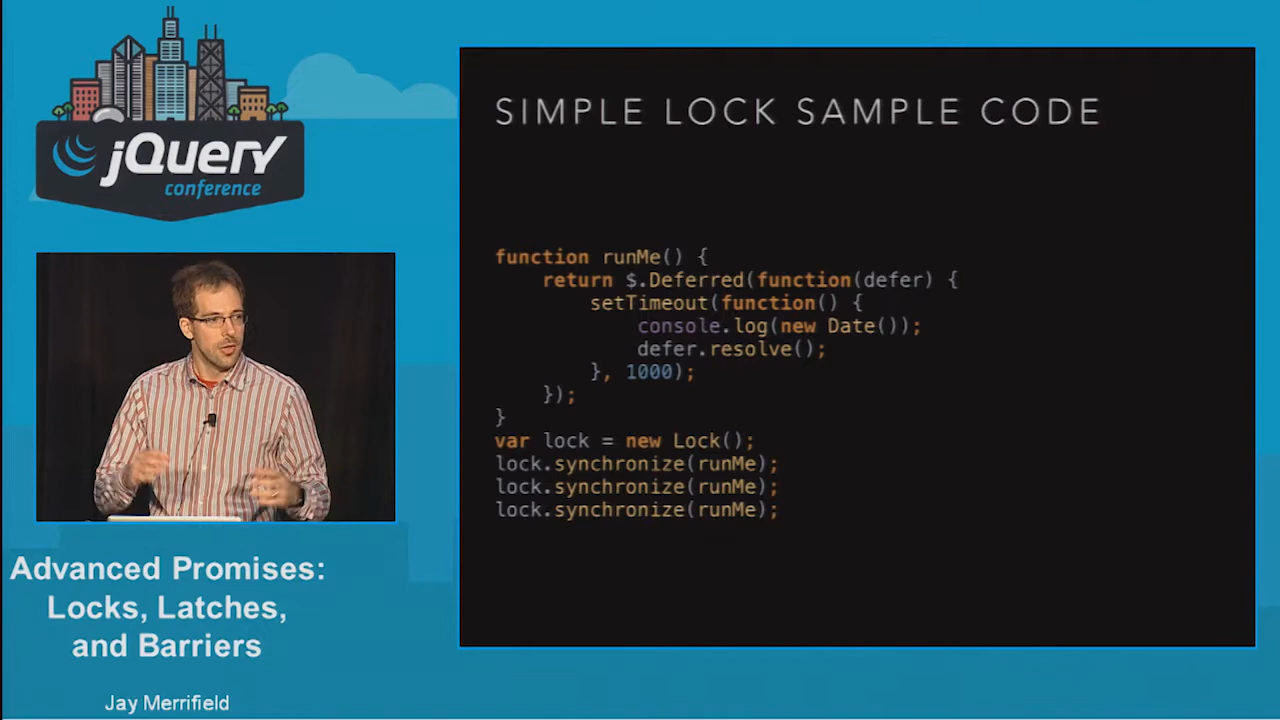 jQuery
conference
Advanced Promises:
Locks, Latches,
and Barriers
Jay Merrifield
SIMPLE LOCK SAMPLE CODE
function runMe() {
    return $.Deferred(function(defer) {
        setTimeout(function() {
            console.log(new Date());
            defer.resolve();
        }, 1000);
    });
}
var lock = new Lock();
lock.synchronize(runMe);
lock.synchronize(runMe);
lock.synchronize(runMe);